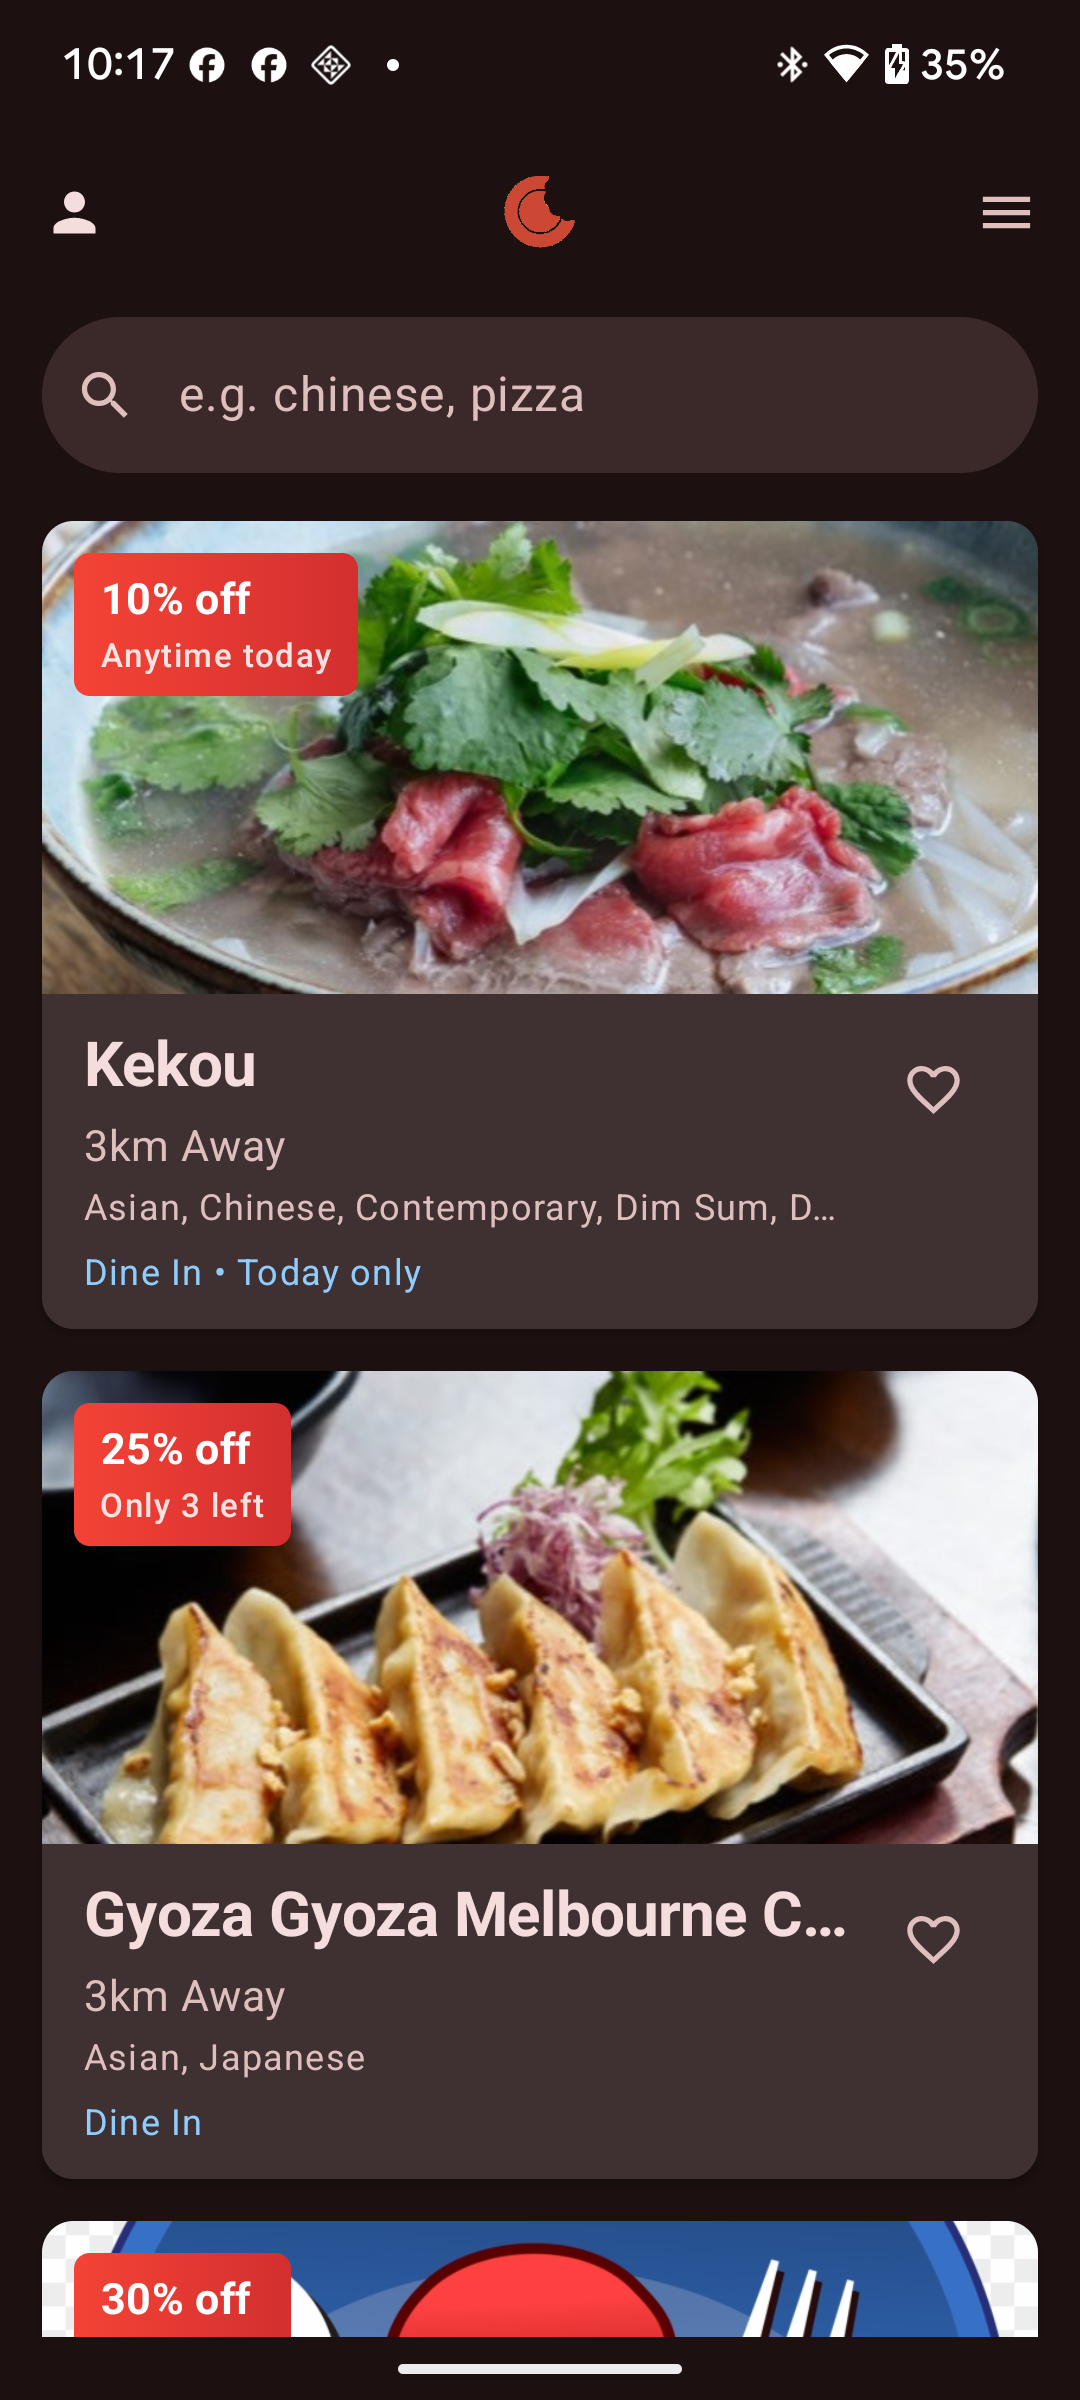 10:17
35%
e.g. chinese, pizza
10% off
Anytime today
Kekou
3km Away
Asian, Chinese, Contemporary, Dim Sum, D...
Dine In • Today only
25% off
Only 3 left
Gyoza Gyoza Melbourne C...
3km Away
Asian, Japanese
Dine In
30% off